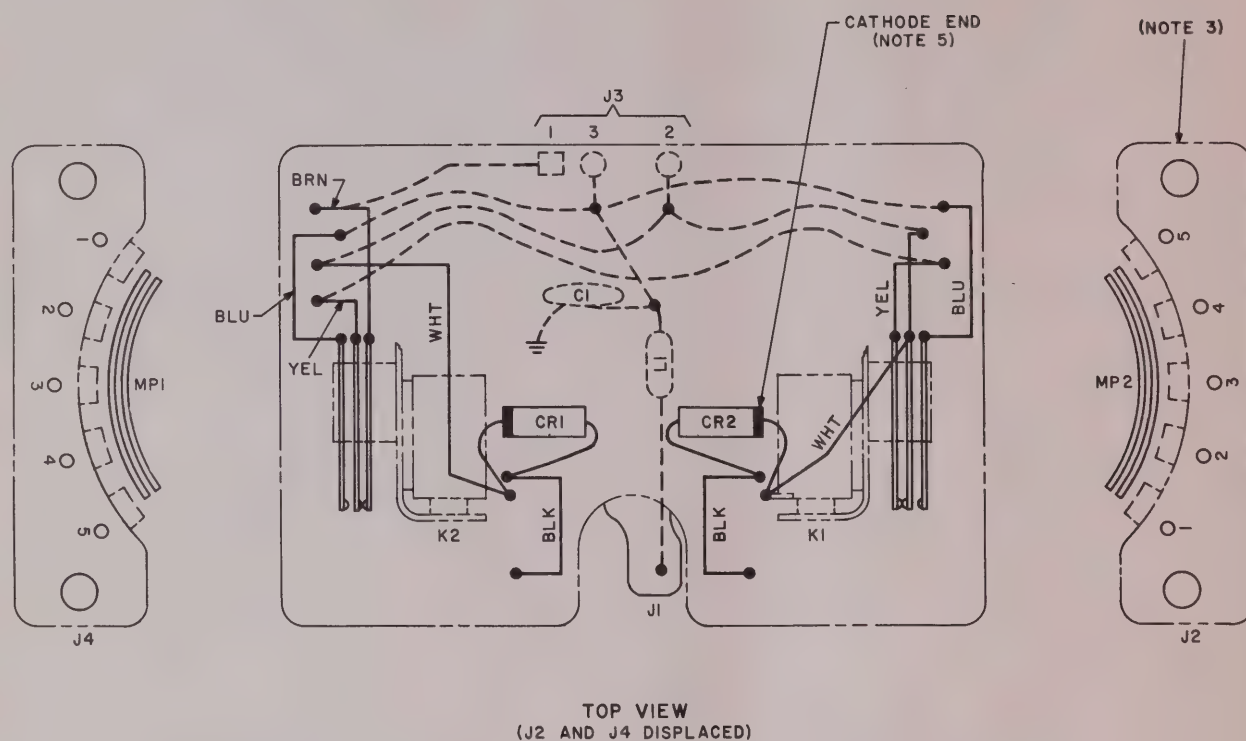 CATHODE END
(NOTE 5)
(NOTE 3)
J3
1 3 2
BRN
1
2
3
4
5
MP1
J4
BLU
YEL
WHT
C1
L1
CR1
CR2
K2
BLK
J1
BLK
K1
WHT
YEL
BLU
5
4
3
2
1
MP2
J2
TOP VIEW
(J2 AND J4 DISPLACED)